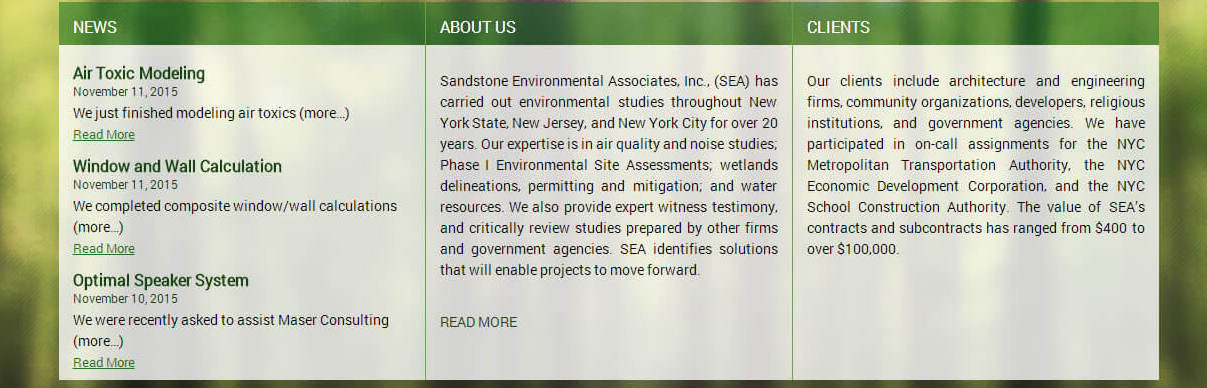 NEWS
Air Toxic Modeling
November 11, 2015
We just finished modeling air toxics (more...)
Read More
Window and Wall Calculation
November 11, 2015
We completed composite window/wall calculations
(more...)
Read More
Optimal Speaker System
November 10, 2015
We were recently asked to assist Maser Consulting
(more...)
Read More
ABOUT US
Sandstone Environmental Associates, Inc., (SEA) has
carried out environmental studies throughout New
York State, New Jersey, and New York City for over 20
years. Our expertise is in air quality and noise studies;
Phase I Environmental Site Assessments; wetlands
delineations, permitting and mitigation; and water
resources. We also provide expert witness testimony,
and critically review studies prepared by other firms
and government agencies. SEA identifies solutions
that will enable projects to move forward.
READ MORE
CLIENTS
Our clients include architecture and engineering
firms, community organizations, developers, religious
institutions, and government agencies. We have
participated in on-call assignments for the NYC
Metropolitan Transportation Authority, the NYC
Economic Development Corporation, and the NYC
School Construction Authority. The value of SEA's
contracts and subcontracts has ranged from $400 to
over $100,000.